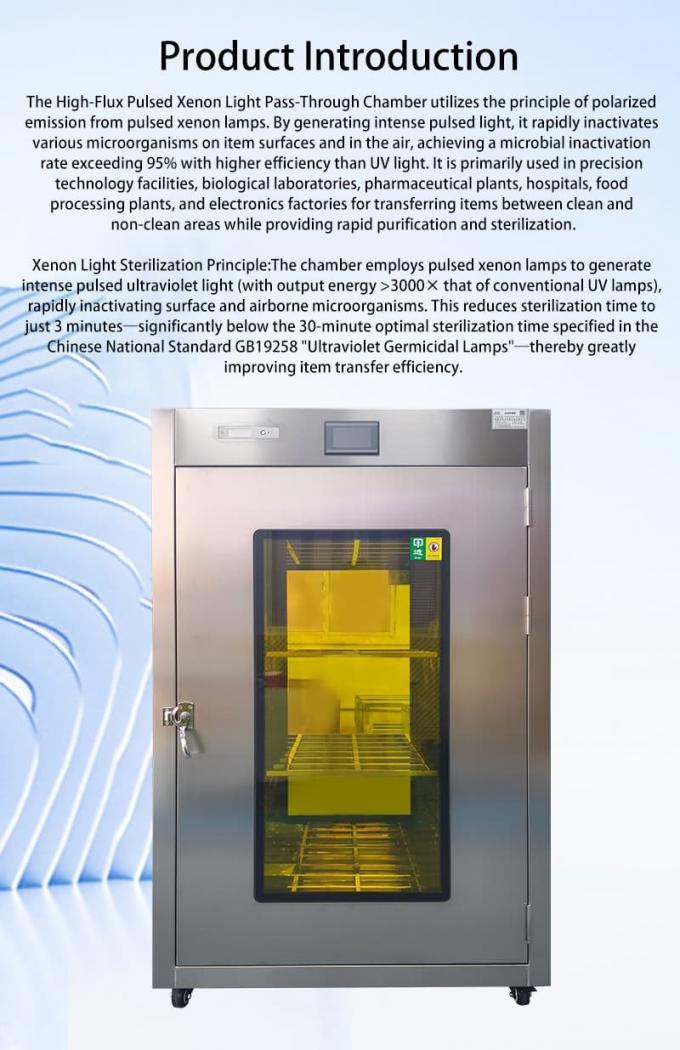 Product Introduction
The High-Flux Pulsed Xenon Light Pass-Through Chamber utilizes the principle of polarized
emission from pulsed xenon lamps. By generating intense pulsed light, it rapidly inactivates
various microorganisms on item surfaces and in the air, achieving a microbial inactivation
rate exceeding 95% with higher efficiency than UV light. It is primarily used in precision
technology facilities, biological laboratories, pharmaceutical plants, hospitals, food
processing plants, and electronics factories for transferring items between clean and
non-clean areas while providing rapid purification and sterilization.
Xenon Light Sterilization Principle:The chamber employs pulsed xenon lamps to generate
intense pulsed ultraviolet light (with output energy >3000× that of conventional UV lamps),
rapidly inactivating surface and airborne microorganisms. This reduces sterilization time to
just 3 minutes—significantly below the 30-minute optimal sterilization time specified in the
Chinese National Standard GB19258 "Ultraviolet Germicidal Lamps"—thereby greatly
improving item transfer efficiency.